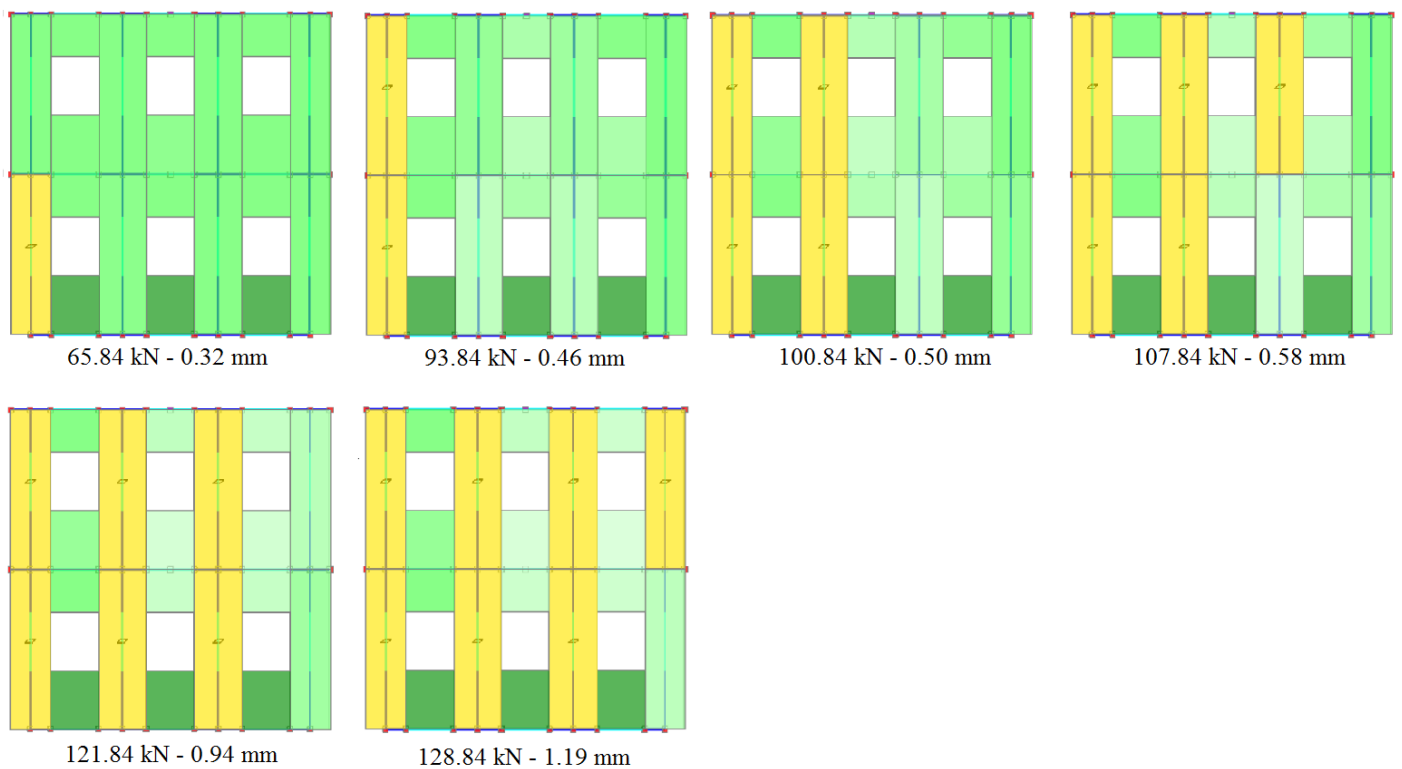 65.84 kN - 0.32 mm
93.84 kN - 0.46 mm
100.84 kN - 0.50 mm
107.84 kN - 0.58 mm
121.84 kN - 0.94 mm
128.84 kN - 1.19 mm